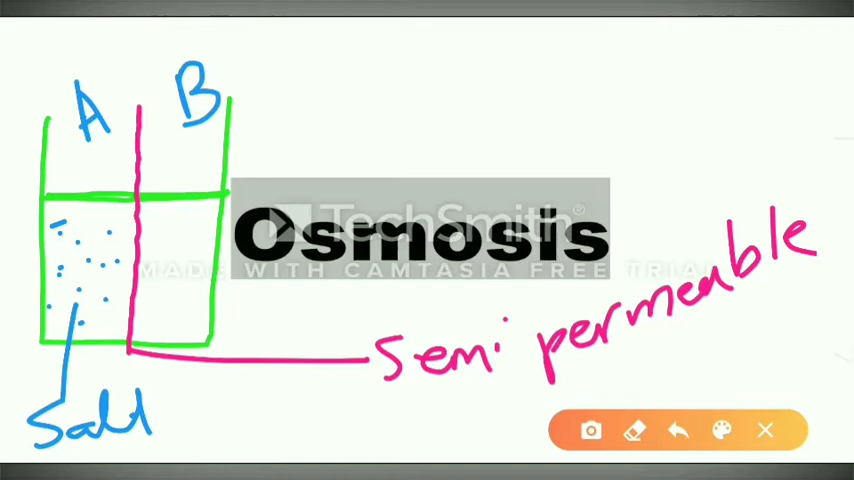 A B
TechSmith®
Osmosis
MADE WITH CAMTASIA FREE TRIAL
Semi permeable
Salt